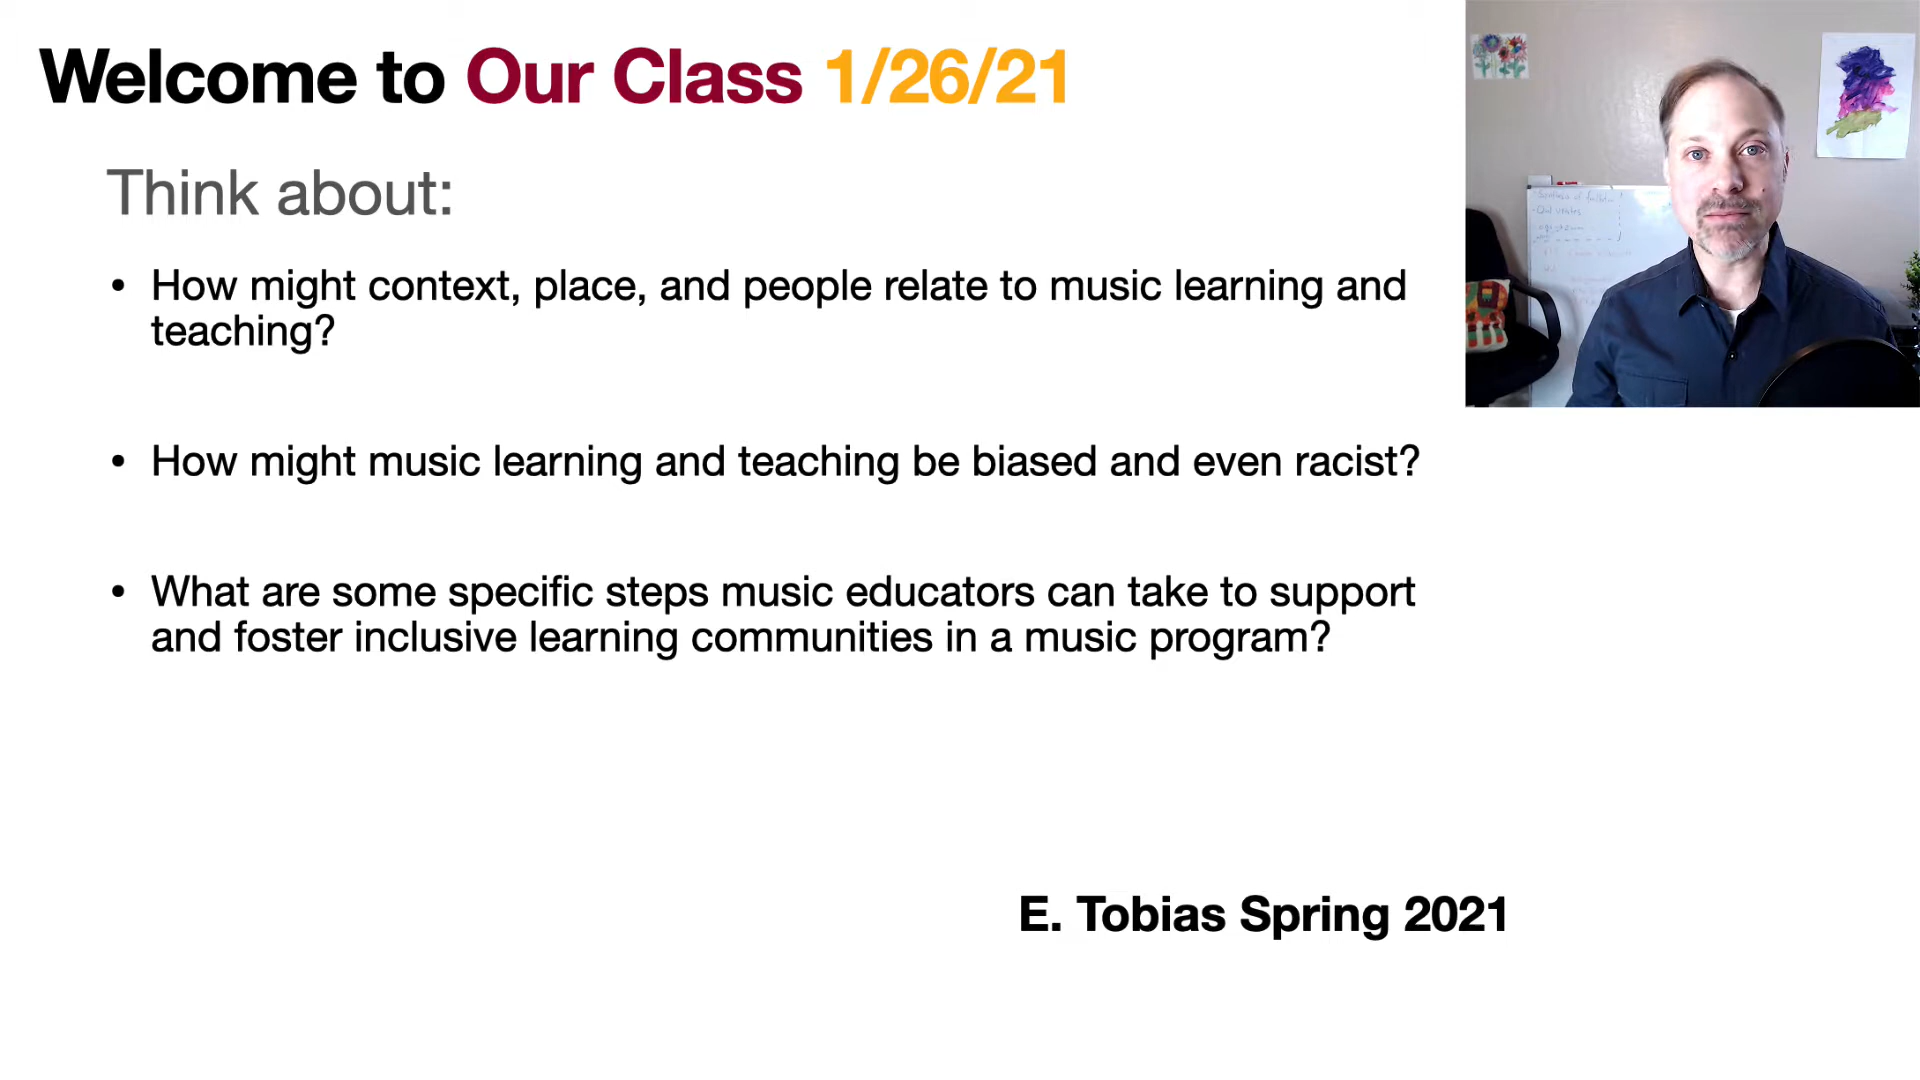 Welcome to Our Class 1/26/21
Think about:
• How might context, place, and people relate to music learning and
teaching?
• How might music learning and teaching be biased and even racist?
• What are some specific steps music educators can take to support
and foster inclusive learning communities in a music program?
E. Tobias Spring 2021